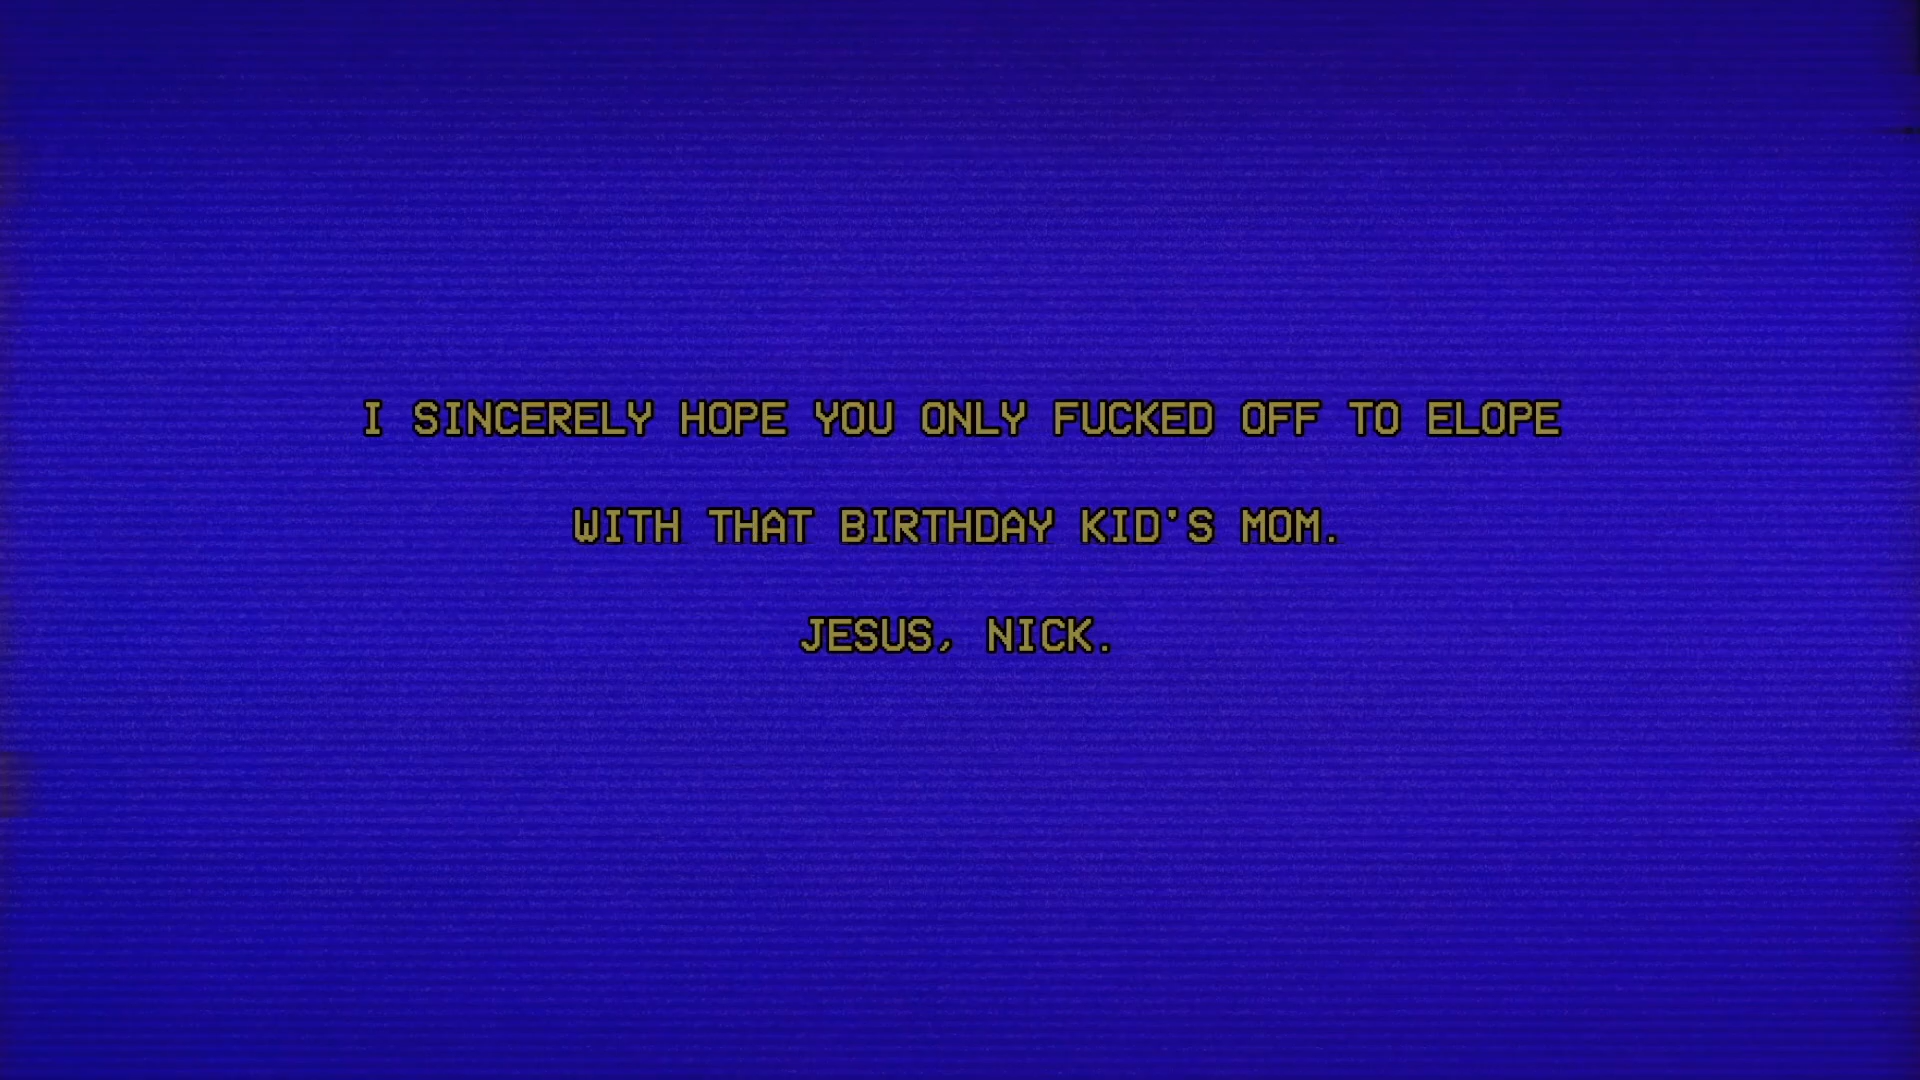 I SINCERELY HOPE YOU ONLY FUCKED OFF TO ELOPE
WITH THAT BIRTHDAY KID'S MOM.
JESUS, NICK.